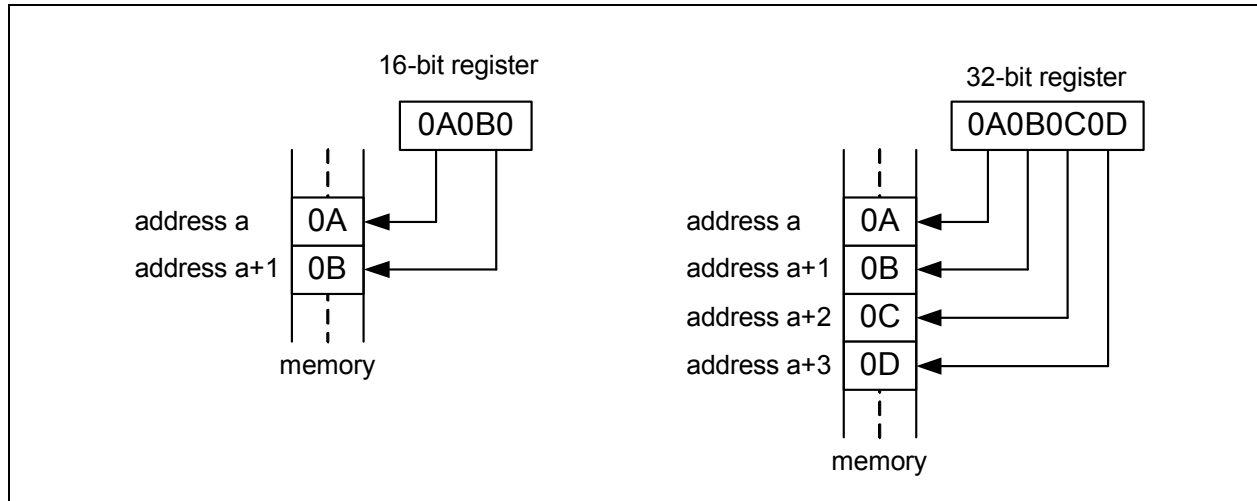 16-bit register
0A0B0
address a
0A
address a+1
0B
memory
32-bit register
0A0B0C0D
address a
0A
address a+1
0B
address a+2
0C
address a+3
0D
memory